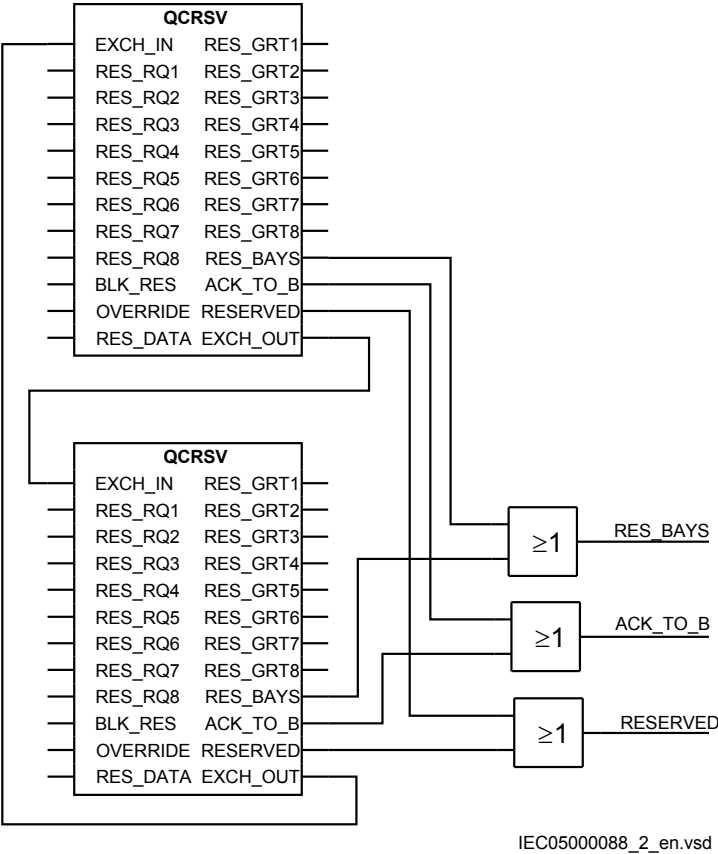 QCRSV
EXCH_IN RES_GRT1
RES_RQ1 RES_GRT2
RES_RQ2 RES_GRT3
RES_RQ3 RES_GRT4
RES_RQ4 RES_GRT5
RES_RQ5 RES_GRT6
RES_RQ6 RES_GRT7
RES_RQ7 RES_GRT8
RES_RQ8 RES_BAYS
BLK_RES ACK_TO_B
OVERRIDE RESERVED
RES_DATA EXCH_OUT
QCRSV
EXCH_IN RES_GRT1
RES_RQ1 RES_GRT2
RES_RQ2 RES_GRT3
RES_RQ3 RES_GRT4
RES_RQ4 RES_GRT5
RES_RQ5 RES_GRT6
RES_RQ6 RES_GRT7
RES_RQ7 RES_GRT8
RES_RQ8 RES_BAYS
BLK_RES ACK_TO_B
OVERRIDE RESERVED
RES_DATA EXCH_OUT
≥1 RES_BAYS
≥1 ACK_TO_B
≥1 RESERVED
IEC05000088_2_en.vsd